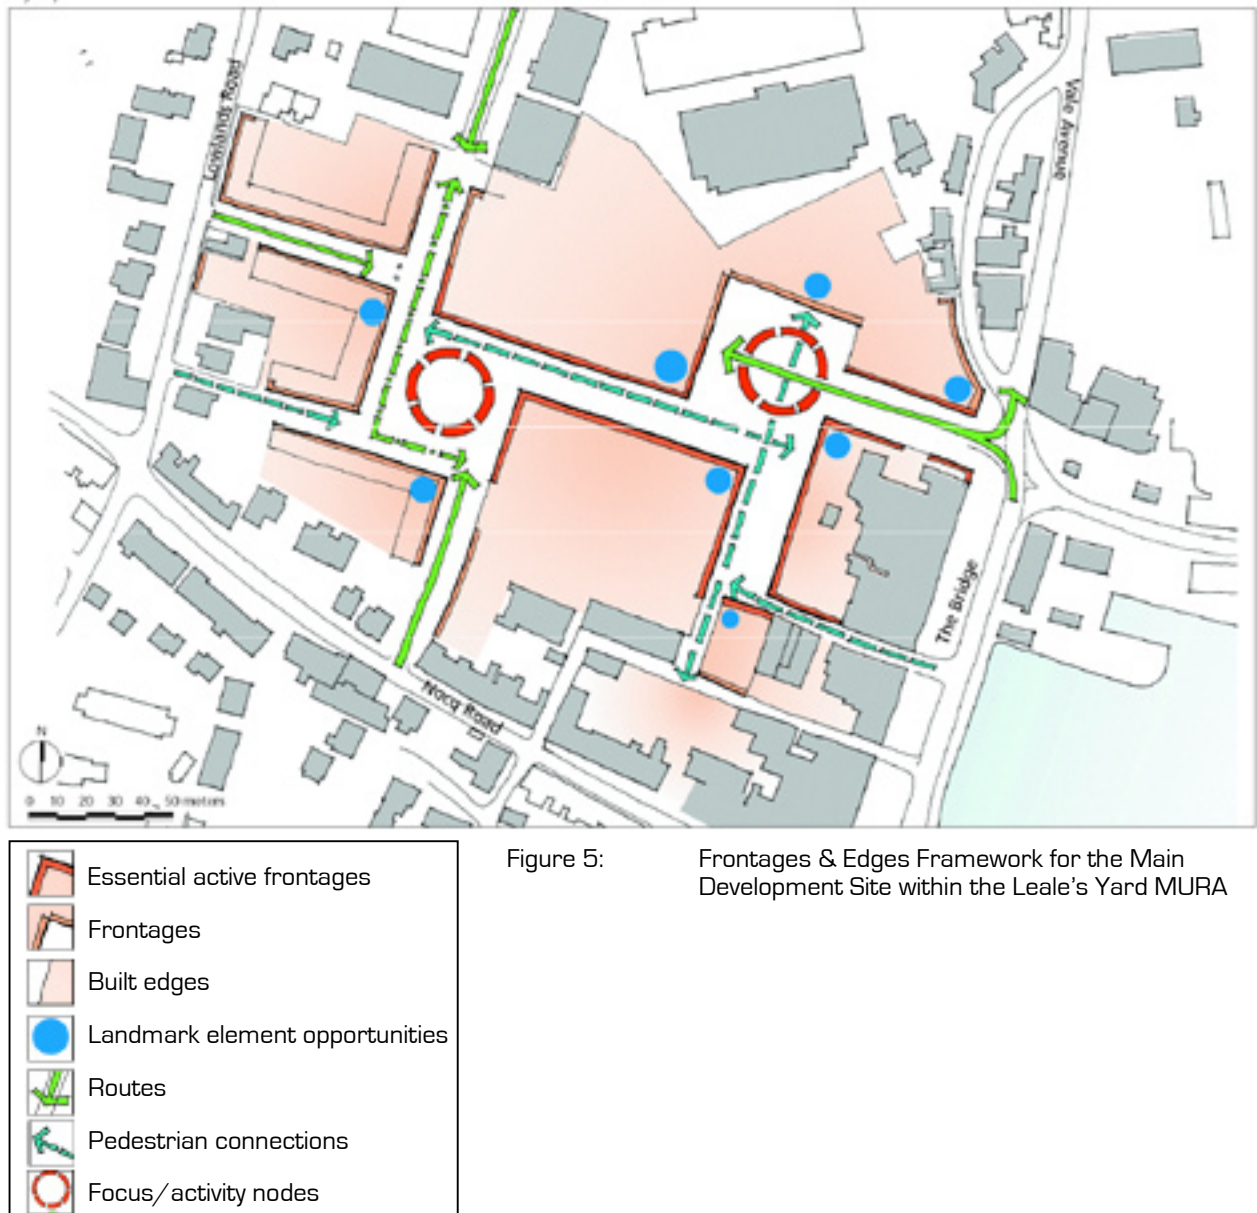 Lowlands Road
Vale Avenue
The Bridge
Nocq Road
N
0 10 20 30 40 50 meters
Essential active frontages
Frontages
Built edges
Landmark element opportunities
Routes
Pedestrian connections
Focus/activity nodes
Figure 5:
Frontages & Edges Framework for the Main
Development Site within the Leale's Yard MURA